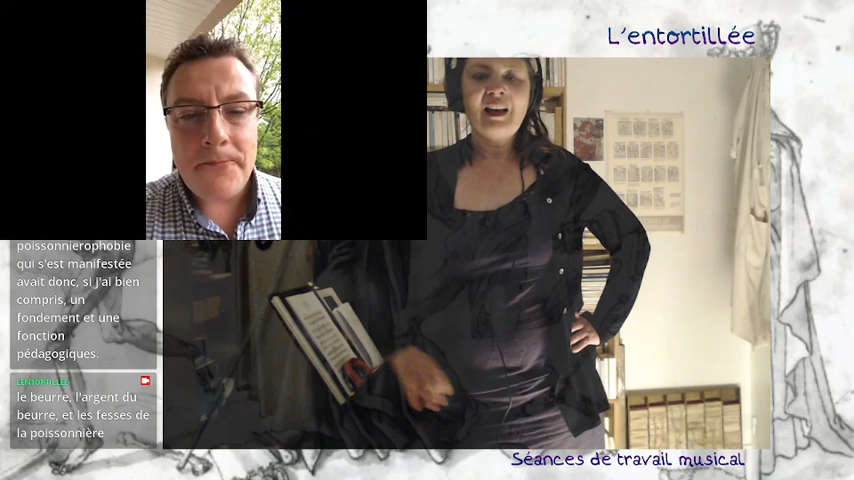 L'entortillée
poissonnierophobie
qui s'est manifestée
avait donc, si j'ai bien
compris, un
fondement et une
fonction
pédagogiques.
LENTORTILLEE
le beurre, l'argent du
beurre, et les fesses de
la poissonnière
Séances de travail musical